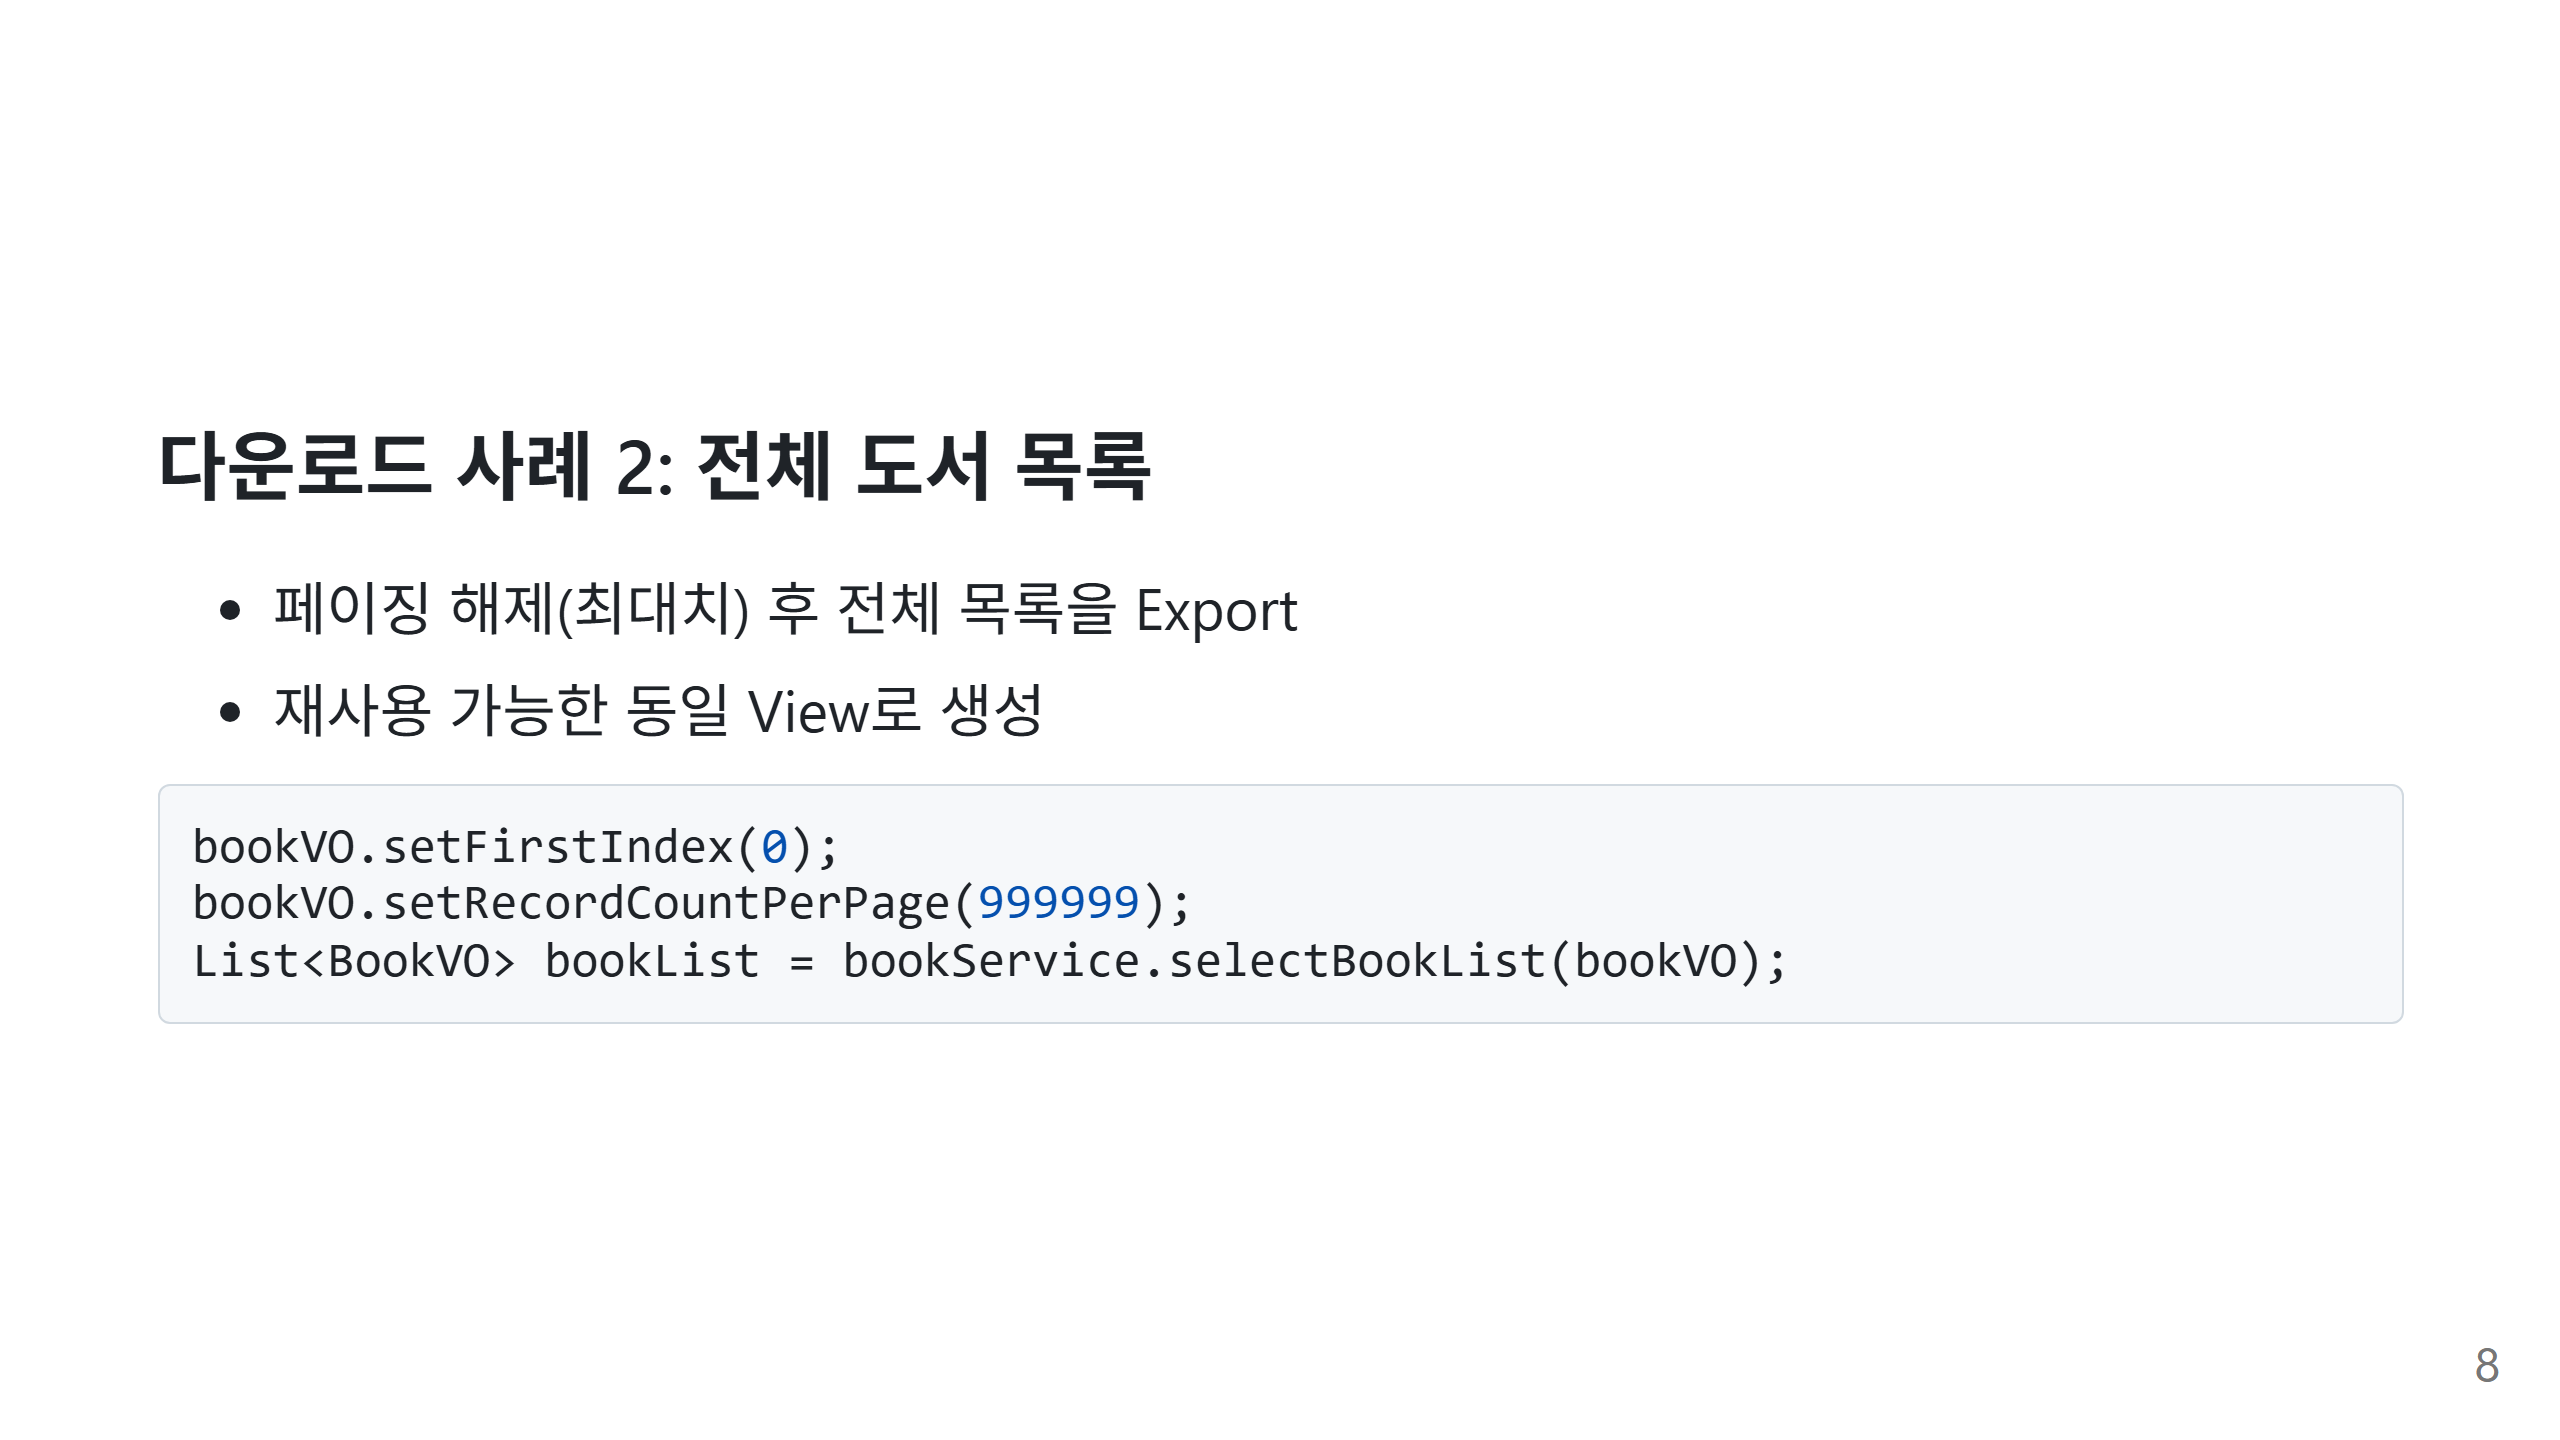 다운로드 사례 2: 전체 도서 목록
• 페이징 해제(최대치) 후 전체 목록을 Export
• 재사용 가능한 동일 View로 생성
bookVO.setFirstIndex(0);
bookVO.setRecordCountPerPage(999999);
List<BookVO> bookList = bookService.selectBookList(bookVO);
8